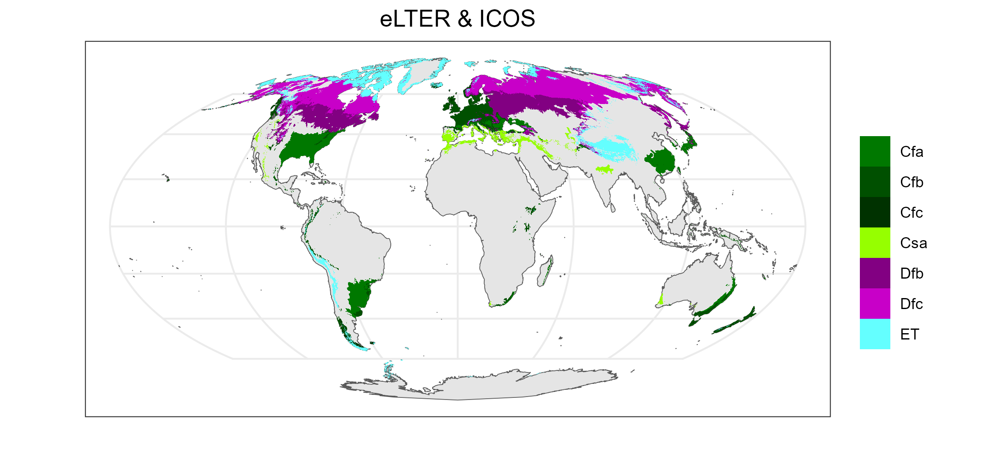 eLTER & ICOS
Cfa
Cfb
Cfc
Csa
Dfb
Dfc
ET